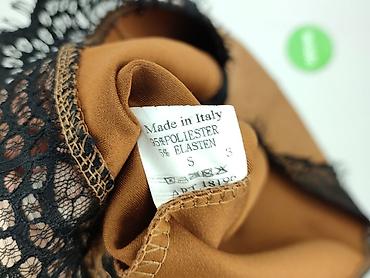 Made in Italy
95%POLIESTER
5% ELASTEN
S S